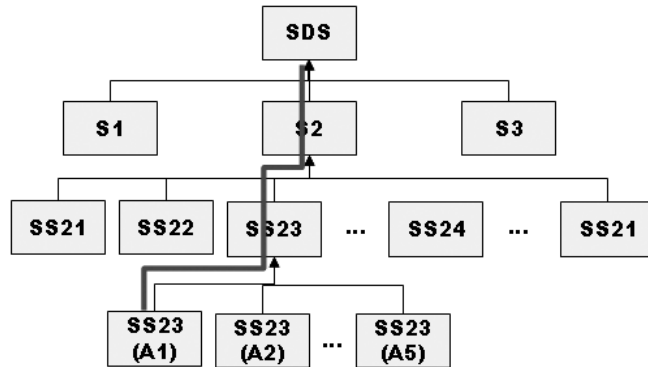 SDS
S1
S2
S3
SS21
SS22
SS23
...
SS24
...
SS21
SS23
(A1)
SS23
(A2)
...
SS23
(A5)